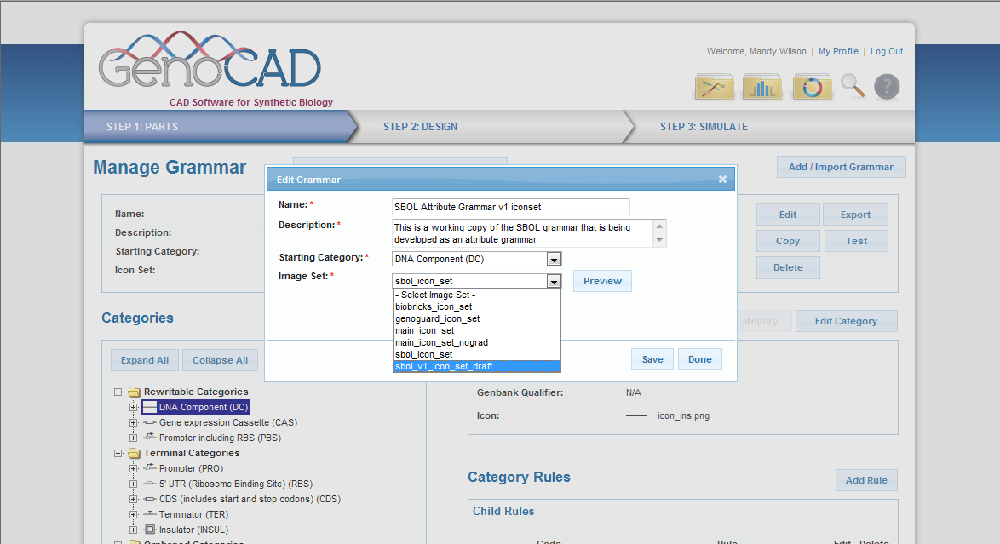 GenoCAD
CAD Software for Synthetic Biology
Welcome, Mandy Wilson | My Profile | Log Out
?
STEP 1: PARTS
STEP 2: DESIGN
STEP 3: SIMULATE
Manage Grammar
Add / Import Grammar
Name:
Description:
Starting Category:
Icon Set:
Edit
Export
Copy
Test
Delete
Edit Grammar
Name: *
SBOL Attribute Grammar v1 iconset
Description: *
This is a working copy of the SBOL grammar that is being
developed as an attribute grammar
Starting Category: *
DNA Component (DC)
Image Set: *
sbol_icon_set
Preview
- Select Image Set -
biobricks_icon_set
genoguard_icon_set
main_icon_set
main_icon_set_nograd
sbol_icon_set
sbol_v1_icon_set_draft
Save
Done
Categories
Category
Edit Category
Expand All
Collapse All
Rewritable Categories
DNA Component (DC)
Gene expression Cassette (CAS)
Promoter including RBS (PBS)
Terminal Categories
Promoter (PRO)
5' UTR (Ribosome Binding Site) (RBS)
CDS (includes start and stop codons) (CDS)
Terminator (TER)
Insulator (INSUL)
Orphaned Categories
Genbank Qualifier:
N/A
Icon:
icon_ins.png
Category Rules
Add Rule
Child Rules
Code
Rule
Edit
Delete